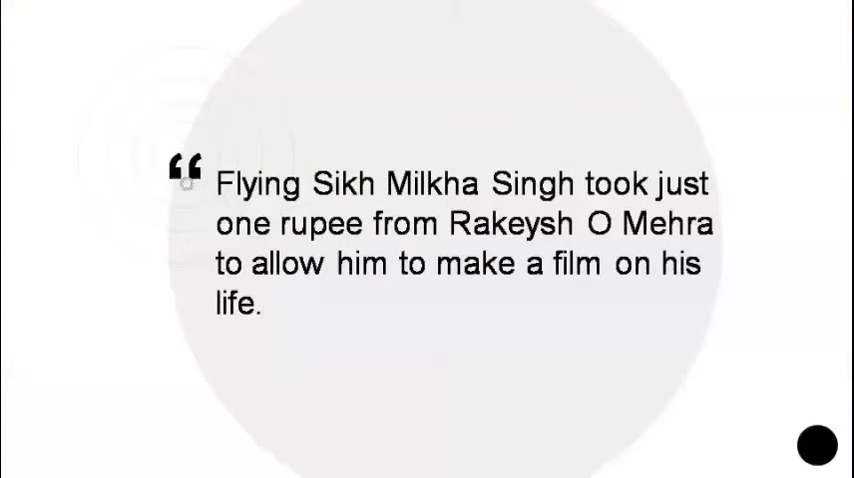 “ Flying Sikh Milkha Singh took just
one rupee from Rakeysh O Mehra
to allow him to make a film on his
life.